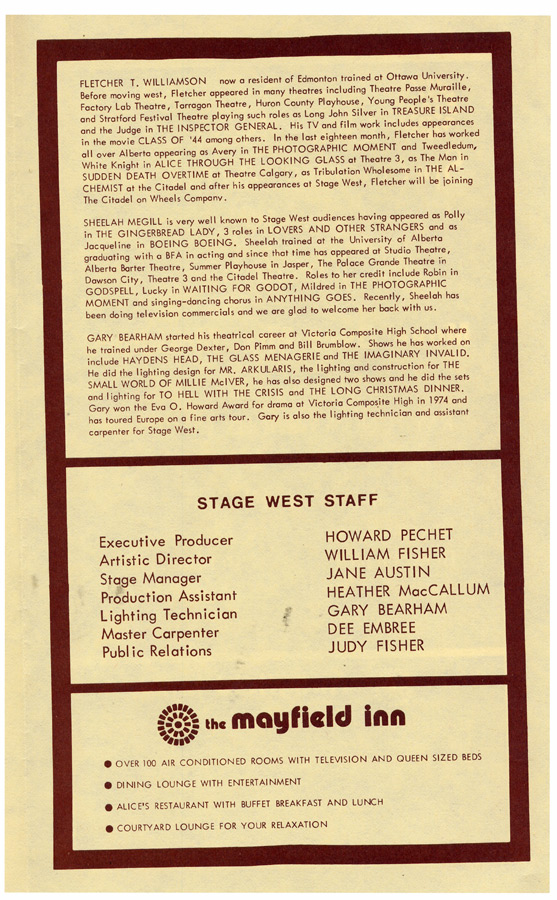 FLETCHER T. WILLIAMSON now a resident of Edmonton trained at Ottawa University.
Before moving west, Fletcher appeared in many theatres including Theatre Passe Muraille,
Factory Lab Theatre, Tarragon Theatre, Huron County Playhouse, Young People's Theatre
and Stratford Festival Theatre playing such roles as Long John Silver in TREASURE ISLAND
and the Judge in THE INSPECTOR GENERAL. His TV and film work includes appearances
in the movie CLASS OF '44 among others. In the last eighteen month, Fletcher has worked
all over Alberta appearing as Avery in THE PHOTOGRAPHIC MOMENT and Tweedledum,
White Knight in ALICE THROUGH THE LOOKING GLASS at Theatre 3, as The Man in
SUDDEN DEATH OVERTIME at Theatre Calgary, as Tribulation Wholesome in THE AL-
CHEMIST at the Citadel and after his appearances at Stage West, Fletcher will be joining
The Citadel on Wheels Company.
SHEELAH MEGILL is very well known to Stage West audiences having appeared as Polly
in THE GINGERBREAD LADY, 3 roles in LOVERS AND OTHER STRANGERS and as
Jacqueline in BOEING BOEING. Sheelah trained at the University of Alberta
graduating with a BFA in acting and since that time has appeared at Studio Theatre,
Alberta Barter Theatre, Summer Playhouse in Jasper, The Palace Grande Theatre in
Dawson City, Theatre 3 and the Citadel Theatre. Roles to her credit include Robin in
GODSPELL, Lucky in WAITING FOR GODOT, Mildred in THE PHOTOGRAPHIC
MOMENT and singing-dancing chorus in ANYTHING GOES. Recently, Sheelah has
been doing television commercials and we are glad to welcome her back with us.
GARY BEARHAM started his theatrical career at Victoria Composite High School where
he trained under George Dexter, Don Pimm and Bill Brumblow. Shows he has worked on
include HAYDENS HEAD, THE GLASS MENAGERIE and THE IMAGINARY INVALID.
He did the lighting design for MR. ARKULARIS, the lighting and construction for THE
SMALL WORLD OF MILLIE McIVER, he has also designed two shows and he did the sets
and lighting for TO HELL WITH THE CRISIS and THE LONG CHRISTMAS DINNER.
Gary won the Eva O. Howard Award for drama at Victoria Composite High in 1974 and
has toured Europe on a fine arts tour. Gary is also the lighting technician and assistant
carpenter for Stage West.
STAGE WEST STAFF
Executive Producer HOWARD PECHET
Artistic Director WILLIAM FISHER
Stage Manager JANE AUSTIN
Production Assistant HEATHER MacCALLUM
Lighting Technician GARY BEARHAM
Master Carpenter DEE EMBREE
Public Relations JUDY FISHER
the mayfield inn
● OVER 100 AIR CONDITIONED ROOMS WITH TELEVISION AND QUEEN SIZED BEDS
● DINING LOUNGE WITH ENTERTAINMENT
● ALICE'S RESTAURANT WITH BUFFET BREAKFAST AND LUNCH
● COURTYARD LOUNGE FOR YOUR RELAXATION